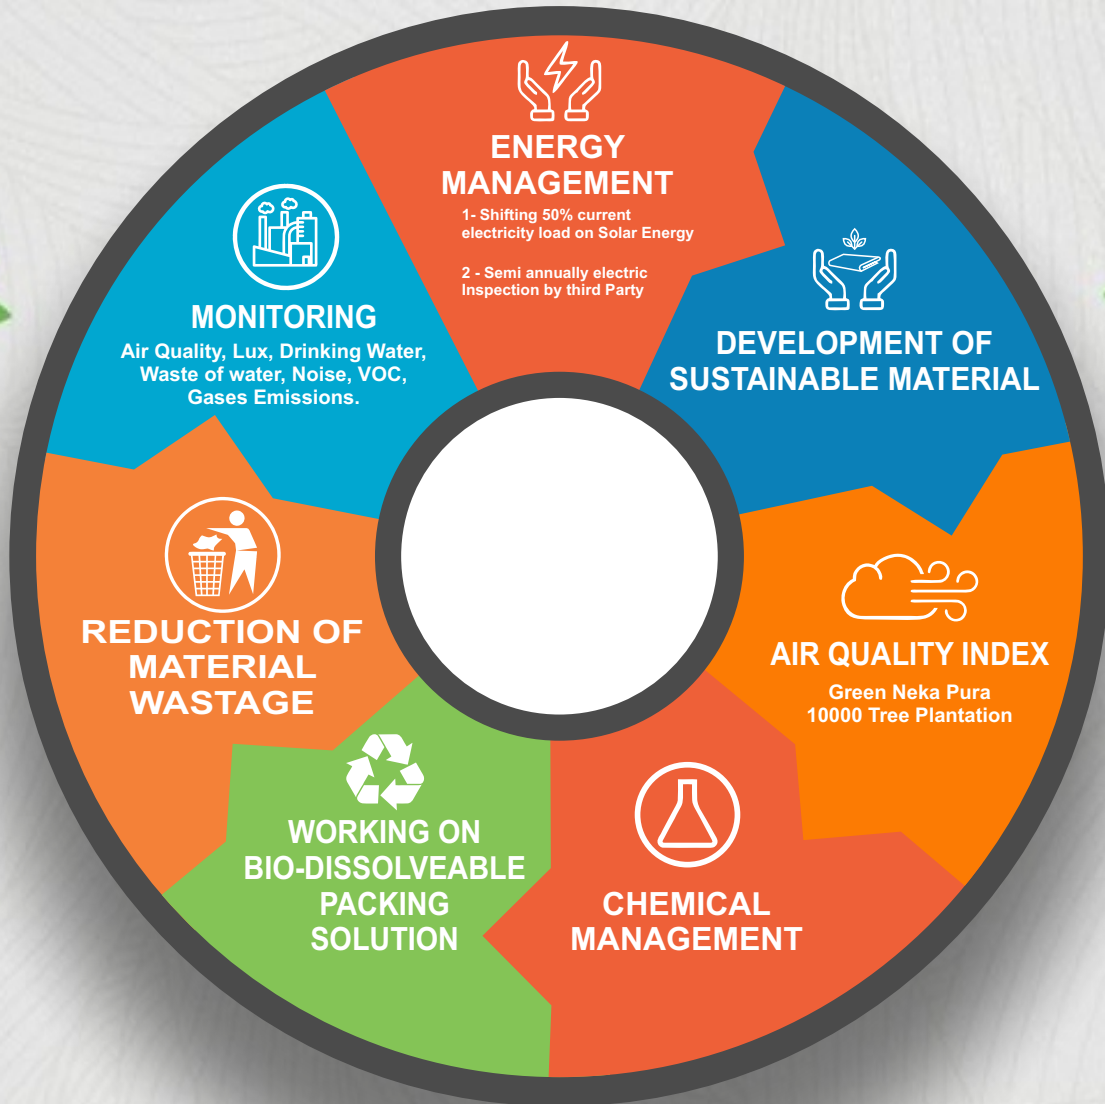 ENERGY
MANAGEMENT
1- Shifting 50% current
electricity load on Solar Energy
2 - Semi annually electric
Inspection by third Party
DEVELOPMENT OF
SUSTAINABLE MATERIAL
AIR QUALITY INDEX
Green Neka Pura
10000 Tree Plantation
CHEMICAL
MANAGEMENT
WORKING ON
BIO-DISSOLVEABLE
PACKING
SOLUTION
REDUCTION OF
MATERIAL
WASTAGE
MONITORING
Air Quality, Lux, Drinking Water,
Waste of water, Noise, VOC,
Gases Emissions.